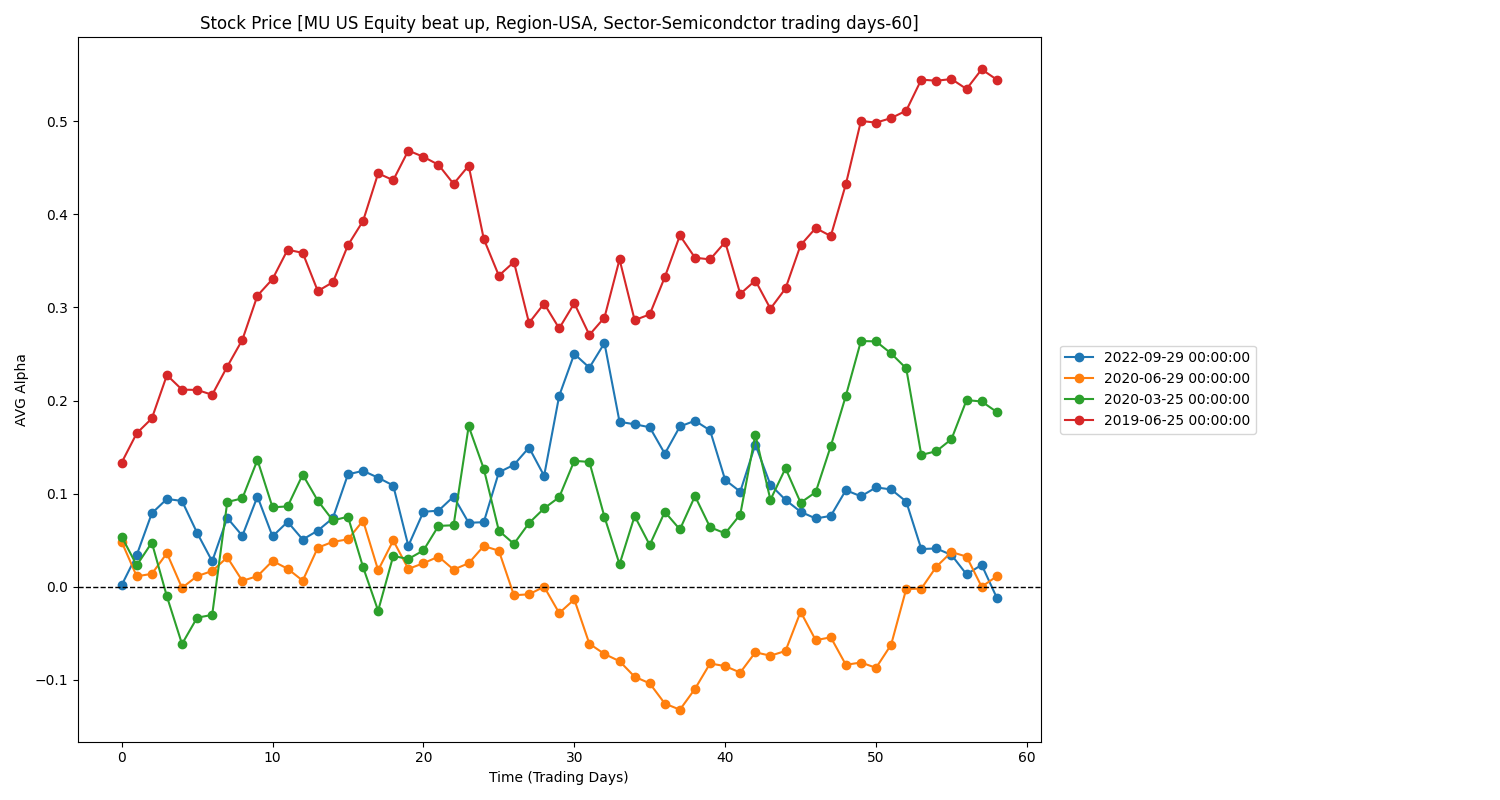 Stock Price [MU US Equity beat up, Region-USA, Sector-Semicondctor trading days-60]
AVG Alpha
0.5
0.4
0.3
0.2
0.1
0.0
−0.1
0 10 20 30 40 50 60
Time (Trading Days)
2022-09-29 00:00:00
2020-06-29 00:00:00
2020-03-25 00:00:00
2019-06-25 00:00:00